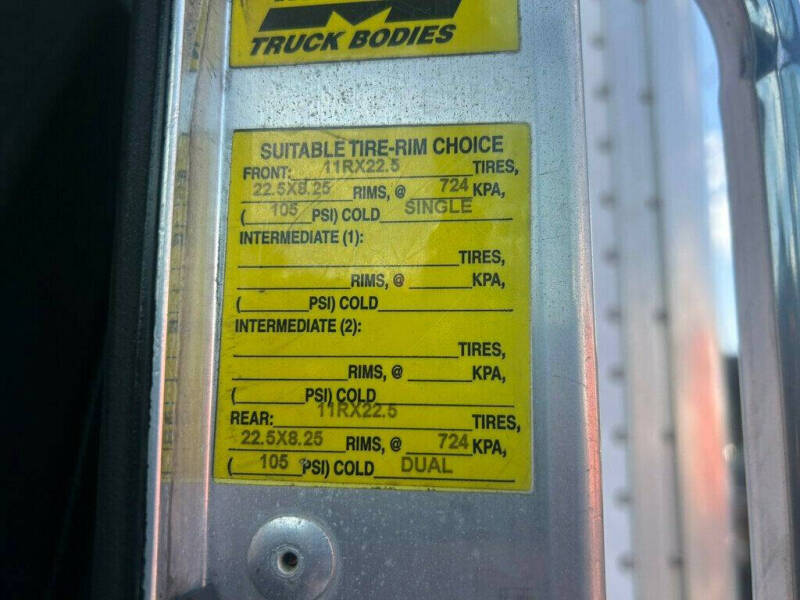 TRUCK BODIES
SUITABLE TIRE-RIM CHOICE
FRONT: 11RX22.5 TIRES,
22.5X8.25 RIMS, @ 724 KPA,
( 105 PSI) COLD SINGLE
INTERMEDIATE (1):
TIRES,
RIMS, @ KPA,
( PSI) COLD
INTERMEDIATE (2):
TIRES,
RIMS, @ KPA,
( PSI) COLD
REAR: 11RX22.5 TIRES,
22.5X8.25 RIMS, @ 724 KPA,
( 105 PSI) COLD DUAL